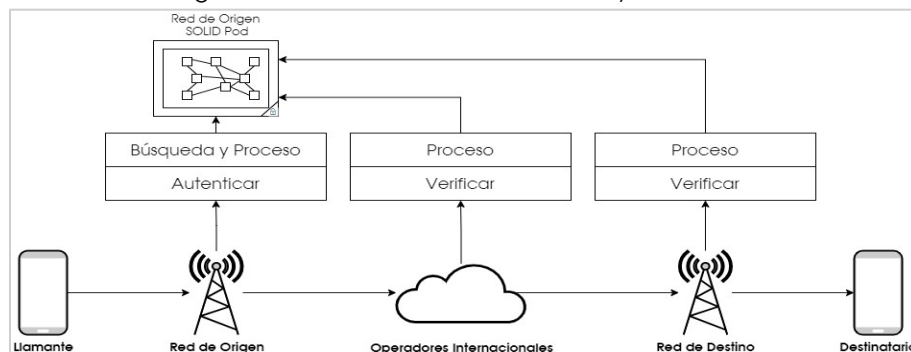 Red de Origen
SOLID Pod
Búsqueda y Proceso
Autenticar
Proceso
Verificar
Proceso
Verificar
Llamante
Red de Origen
Operadores Internacionales
Red de Destino
Destinatario